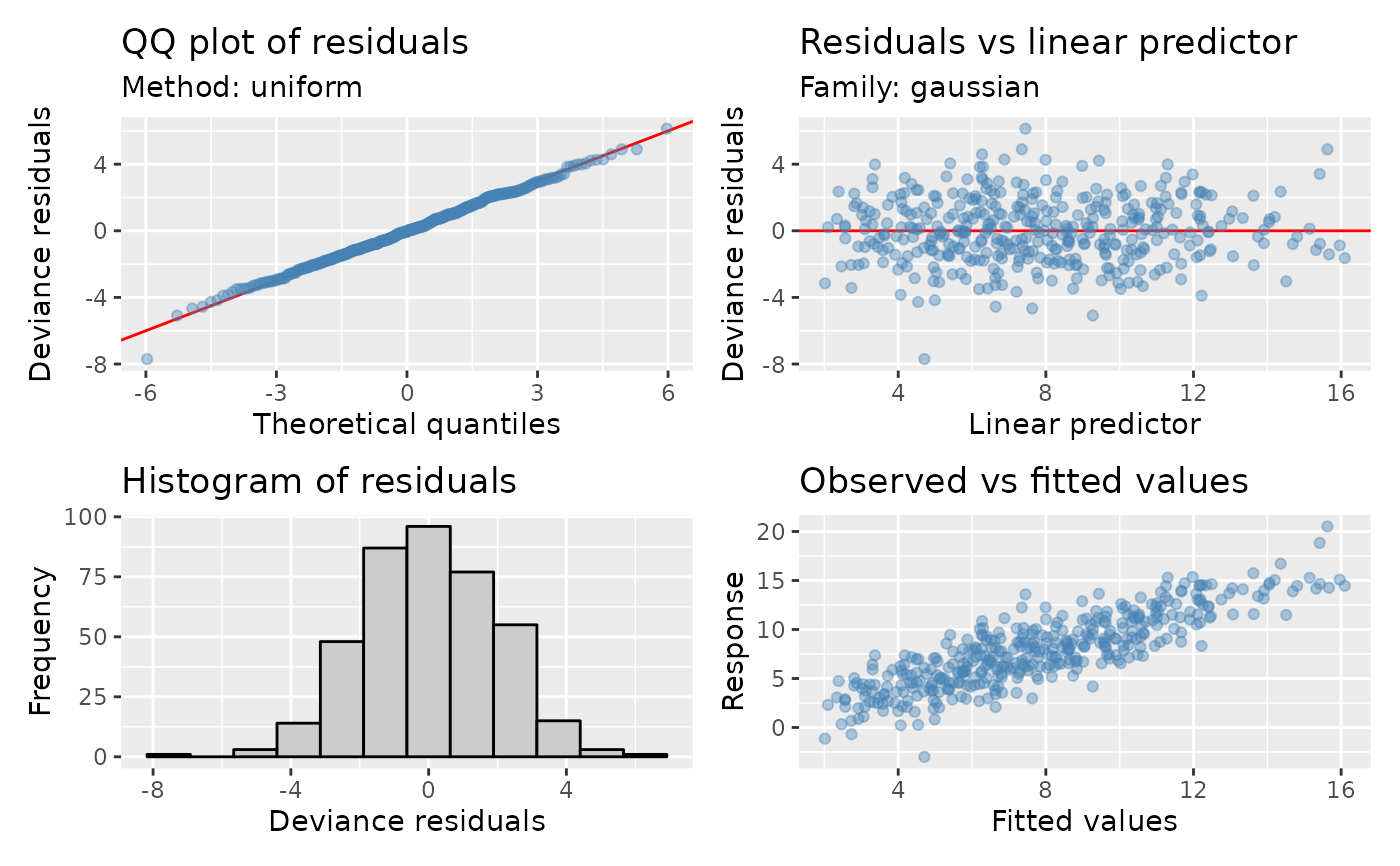 QQ plot of residuals
Method: uniform
Deviance residuals
4
0
-4
-8
-6
-3
0
3
6
Theoretical quantiles
Residuals vs linear predictor
Family: gaussian
Deviance residuals
4
0
-4
-8
4
8
12
16
Linear predictor
Histogram of residuals
Frequency
100
75
50
25
0
-8
-4
0
4
Deviance residuals
Observed vs fitted values
Response
20
15
10
5
0
4
8
12
16
Fitted values